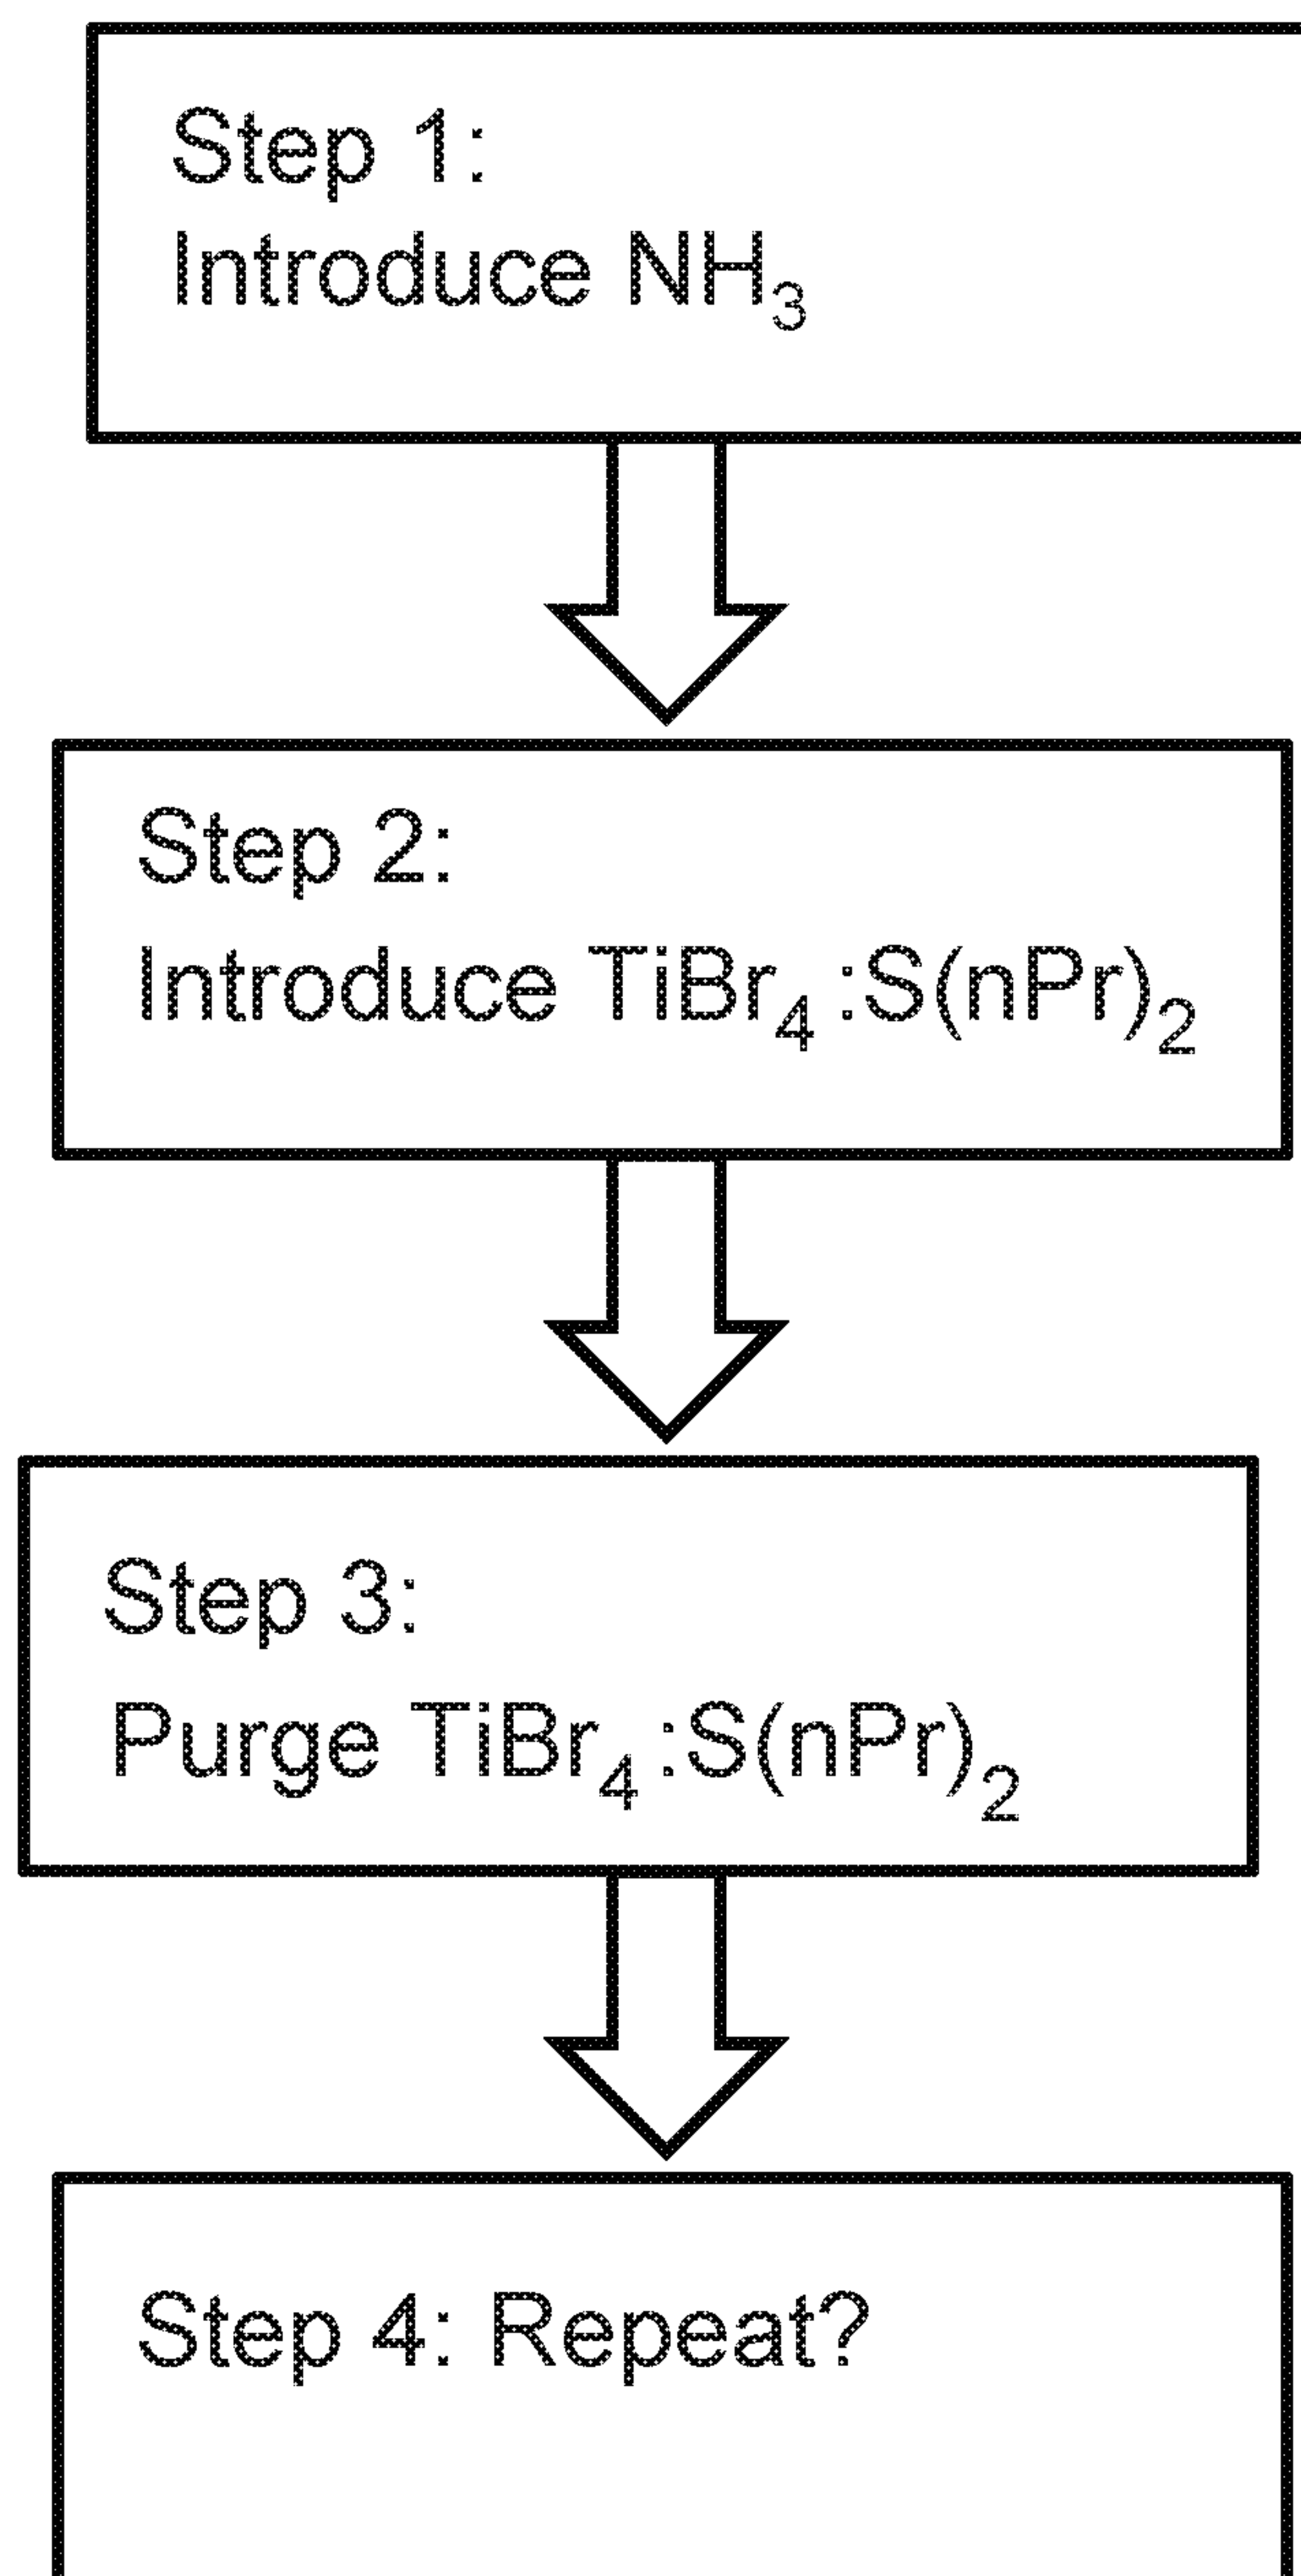 Step 1:
Introduce NH₃
Step 2:
Introduce TiBr₄ :S(nPr)₂
Step 3:
Purge TiBr₄ :S(nPr)₂
Step 4: Repeat?